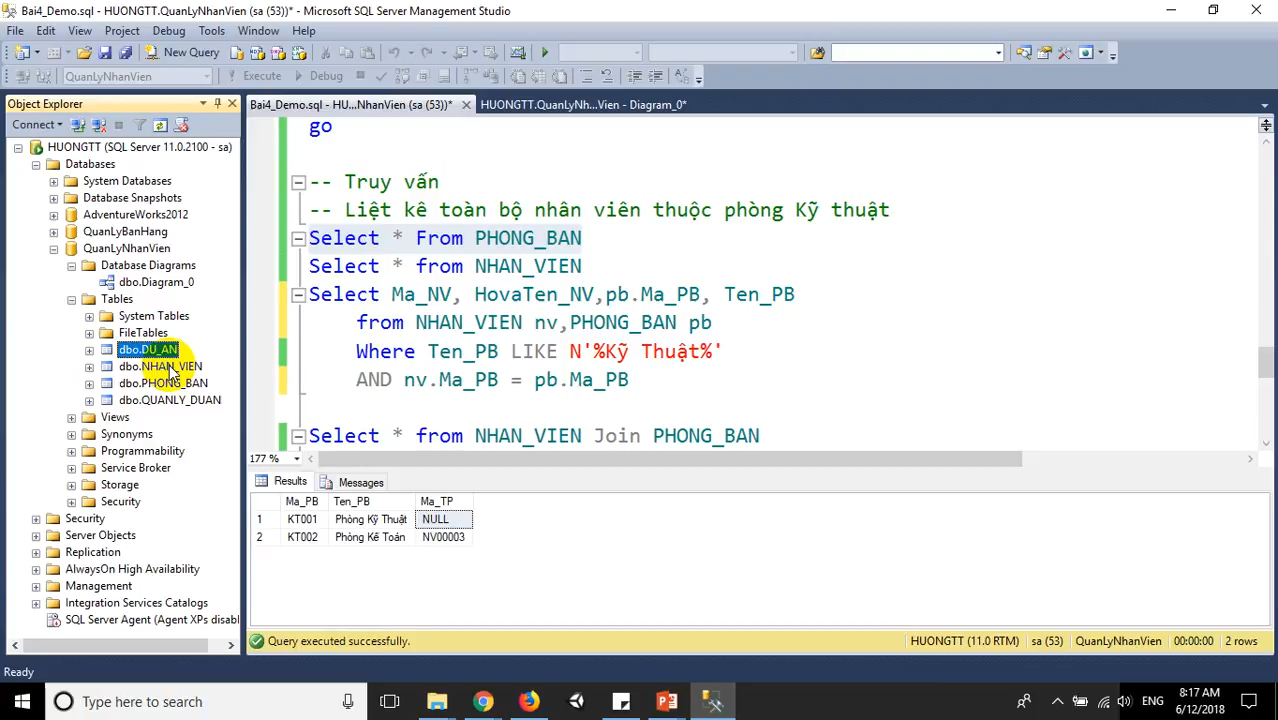 Bai4_Demo.sql - HUONGTT.QuanLyNhanVien (sa (53))* - Microsoft SQL Server Management Studio
File Edit View Project Debug Tools Window Help
New Query
QuanLyNhanVien Execute Debug
Object Explorer
Bai4_Demo.sql - HU...NhanVien (sa (53))*
HUONGTT.QuanLyNh...Vien - Diagram_0*
Connect
HUONGTT (SQL Server 11.0.2100 - sa)
Databases
System Databases
Database Snapshots
AdventureWorks2012
QuanLyBanHang
QuanLyNhanVien
Database Diagrams
dbo.Diagram_0
Tables
System Tables
FileTables
dbo.DU_AN
dbo.NHAN_VIEN
dbo.PHONG_BAN
dbo.QUANLY_DUAN
Views
Synonyms
Programmability
Service Broker
Storage
Security
Security
Server Objects
Replication
AlwaysOn High Availability
Management
Integration Services Catalogs
SQL Server Agent (Agent XPs disabl
go
-- Truy vấn
-- Liệt kê toàn bộ nhân viên thuộc phòng Kỹ thuật
Select * From PHONG_BAN
Select * from NHAN_VIEN
Select Ma_NV, HovaTen_NV,pb.Ma_PB, Ten_PB
from NHAN_VIEN nv,PHONG_BAN pb
Where Ten_PB LIKE N'%Kỹ Thuật%'
AND nv.Ma_PB = pb.Ma_PB
Select * from NHAN_VIEN Join PHONG_BAN
177 %
Results Messages
Ma_PB Ten_PB Ma_TP
1 KT001 Phòng Kỹ Thuật NULL
2 KT002 Phòng Kế Toán NV00003
Query executed successfully.
HUONGTT (11.0 RTM) sa (53) QuanLyNhanVien 00:00:00 2 rows
Ready
Type here to search
ENG
8:17 AM
6/12/2018